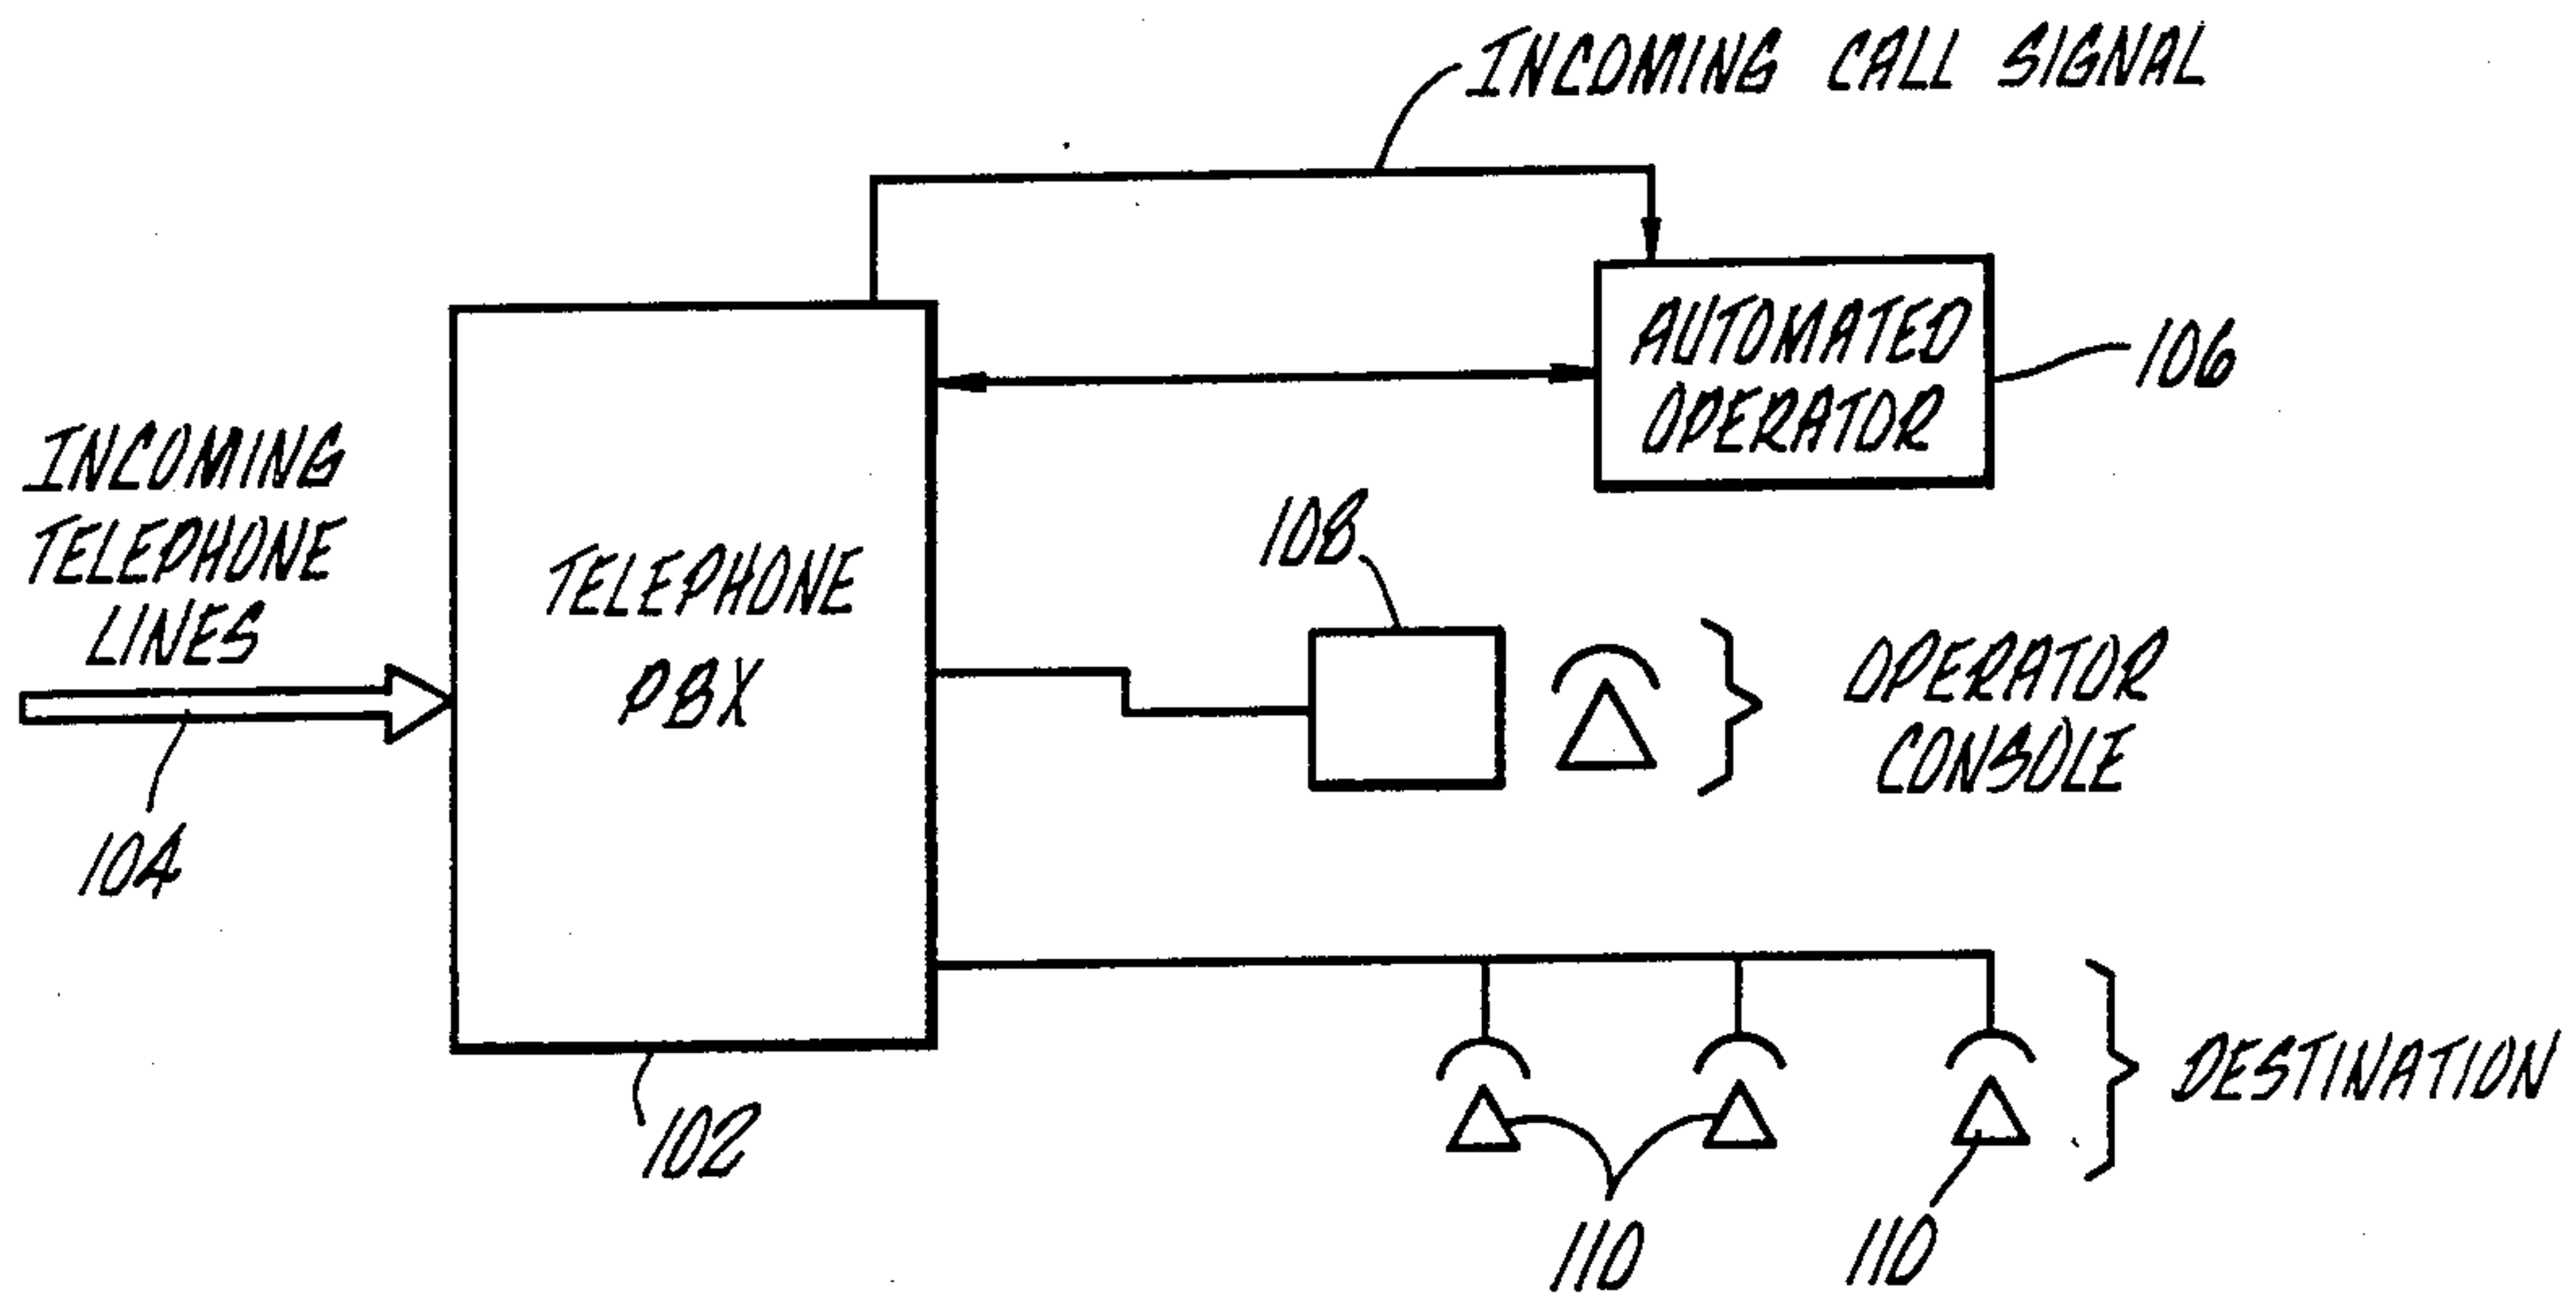 INCOMING CALL SIGNAL
AUTOMATED
OPERATOR
106
INCOMING
TELEPHONE
LINES
104
TELEPHONE
PBX
102
108
OPERATOR
CONSOLE
DESTINATION
110
110